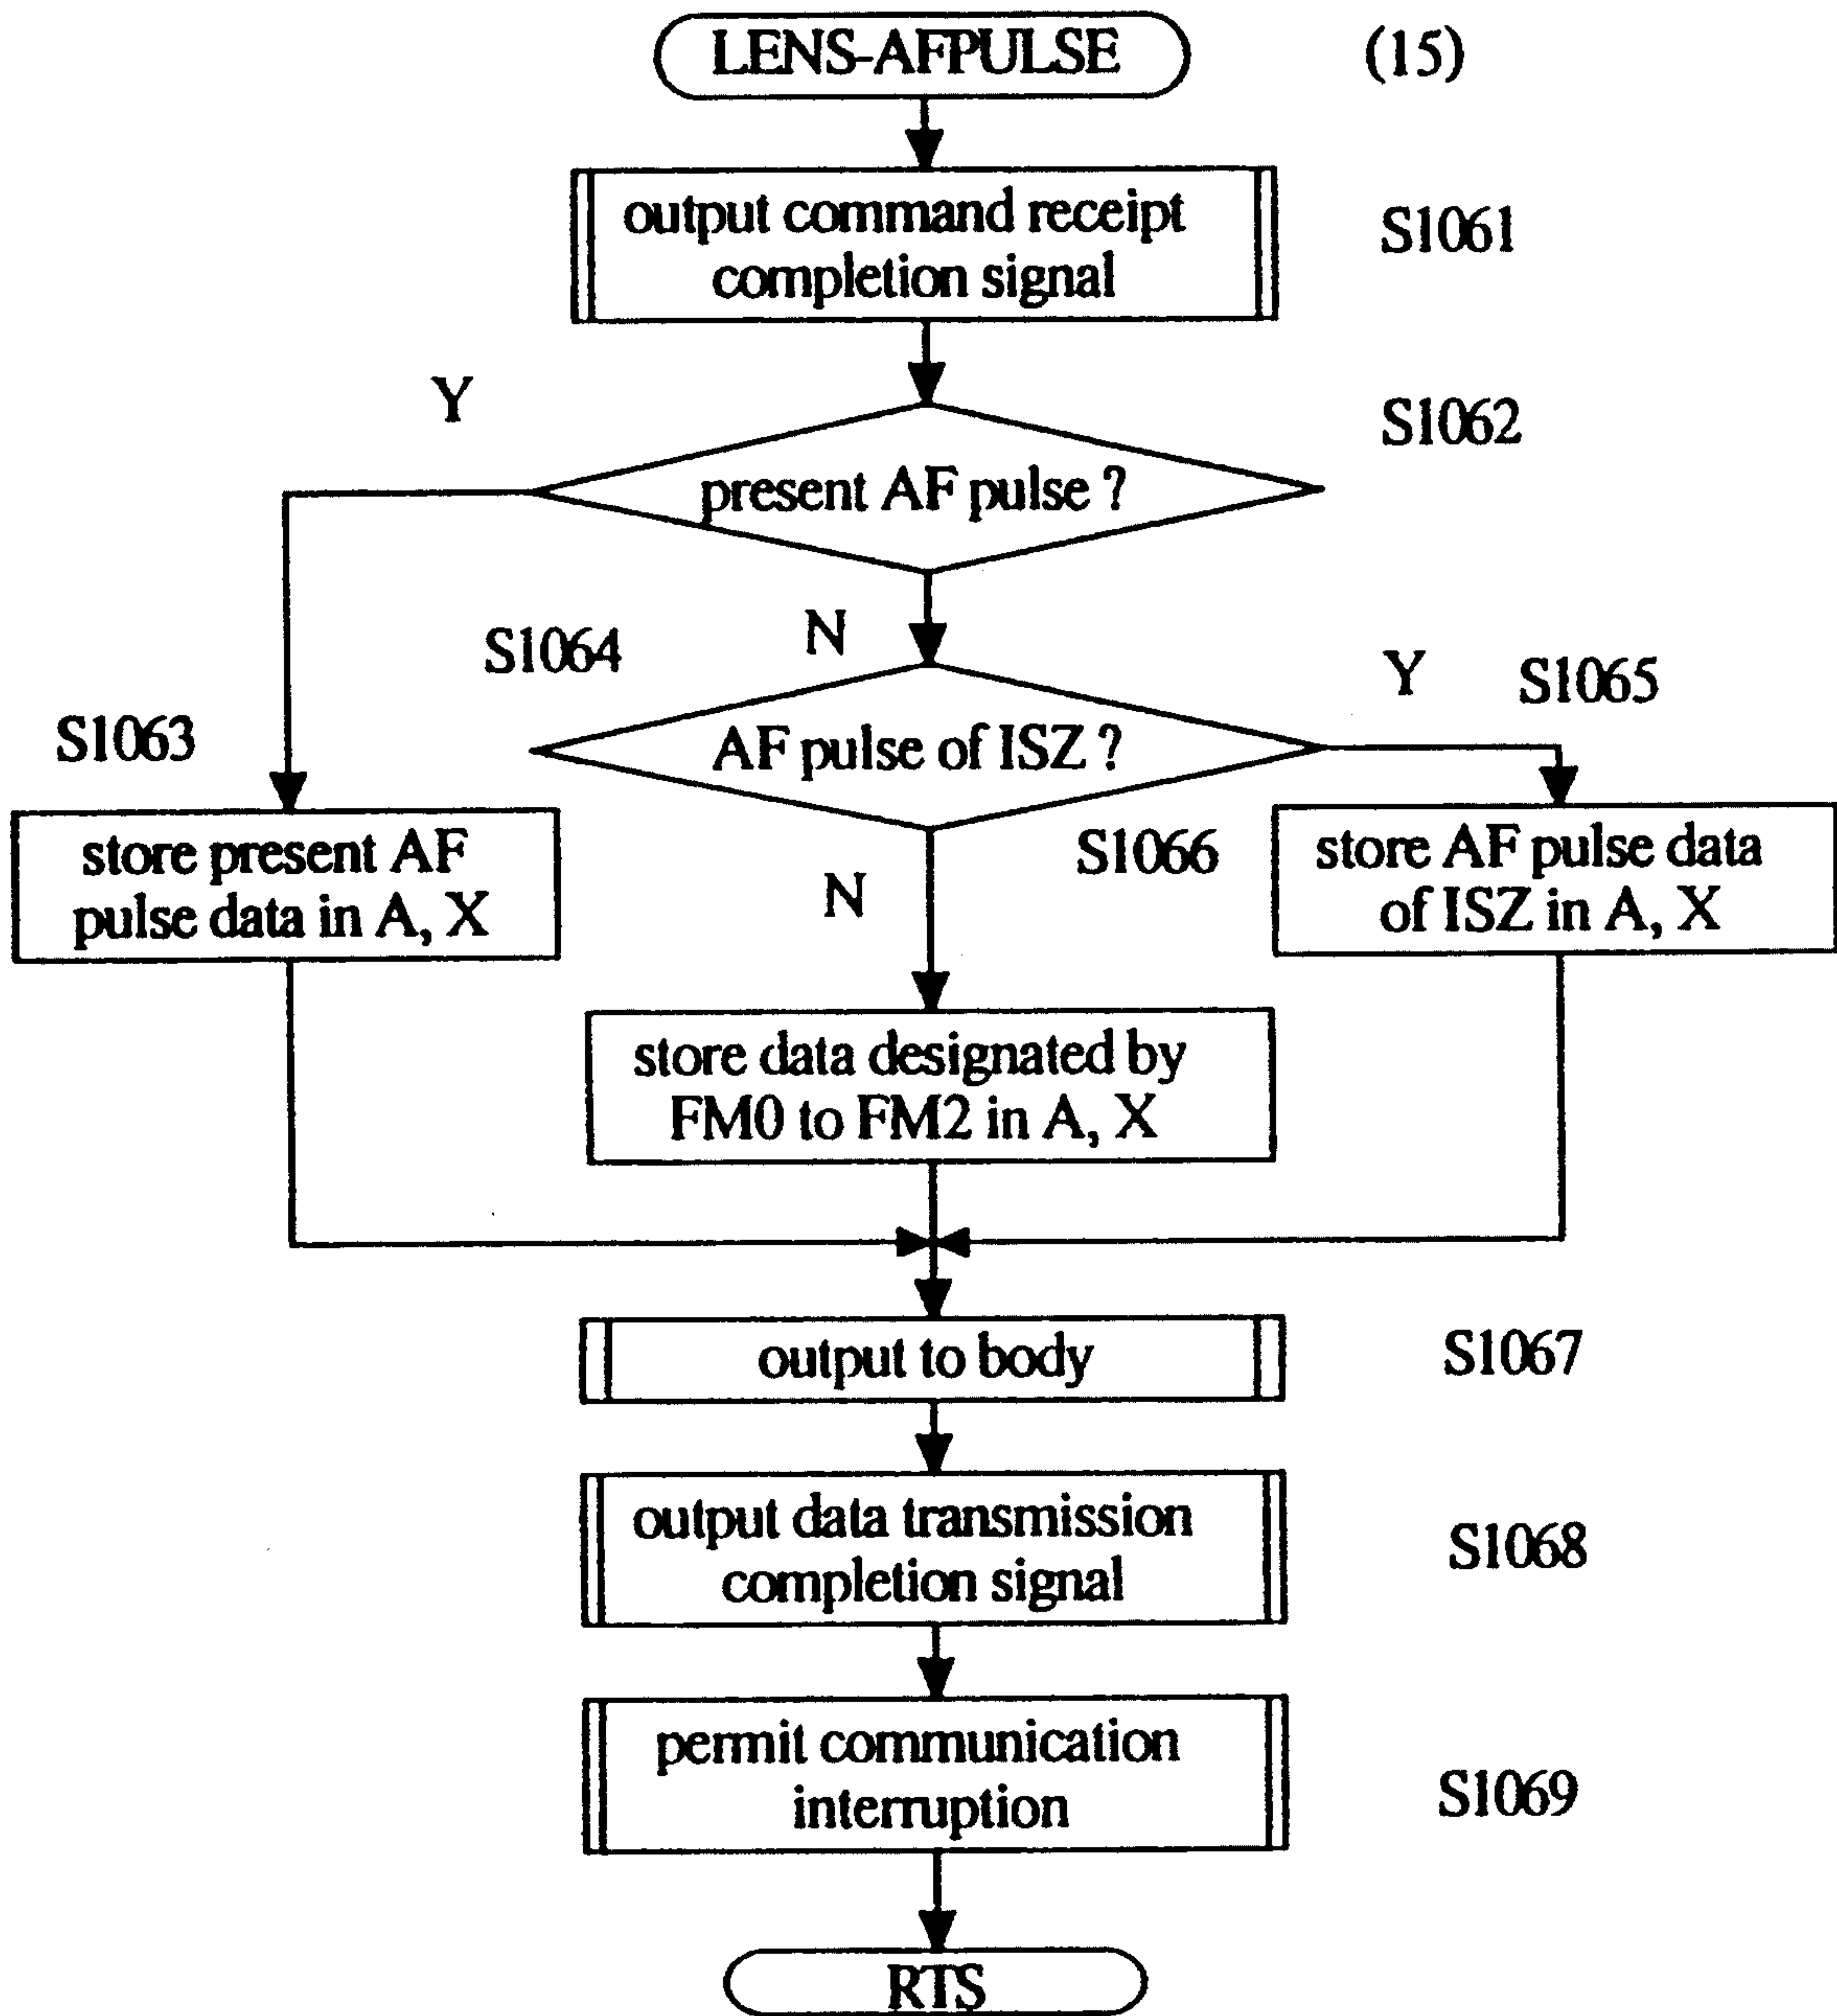 LENS-AFPULSE
(15)
output command receipt
completion signal
S1061
Y
S1062
present AF pulse ?
S1064
N
Y
S1065
S1063
AF pulse of ISZ ?
store present AF
pulse data in A, X
S1066
N
store AF pulse data
of ISZ in A, X
store data designated by
FM0 to FM2 in A, X
output to body
S1067
output data transmission
completion signal
S1068
permit communication
interruption
S1069
RTS